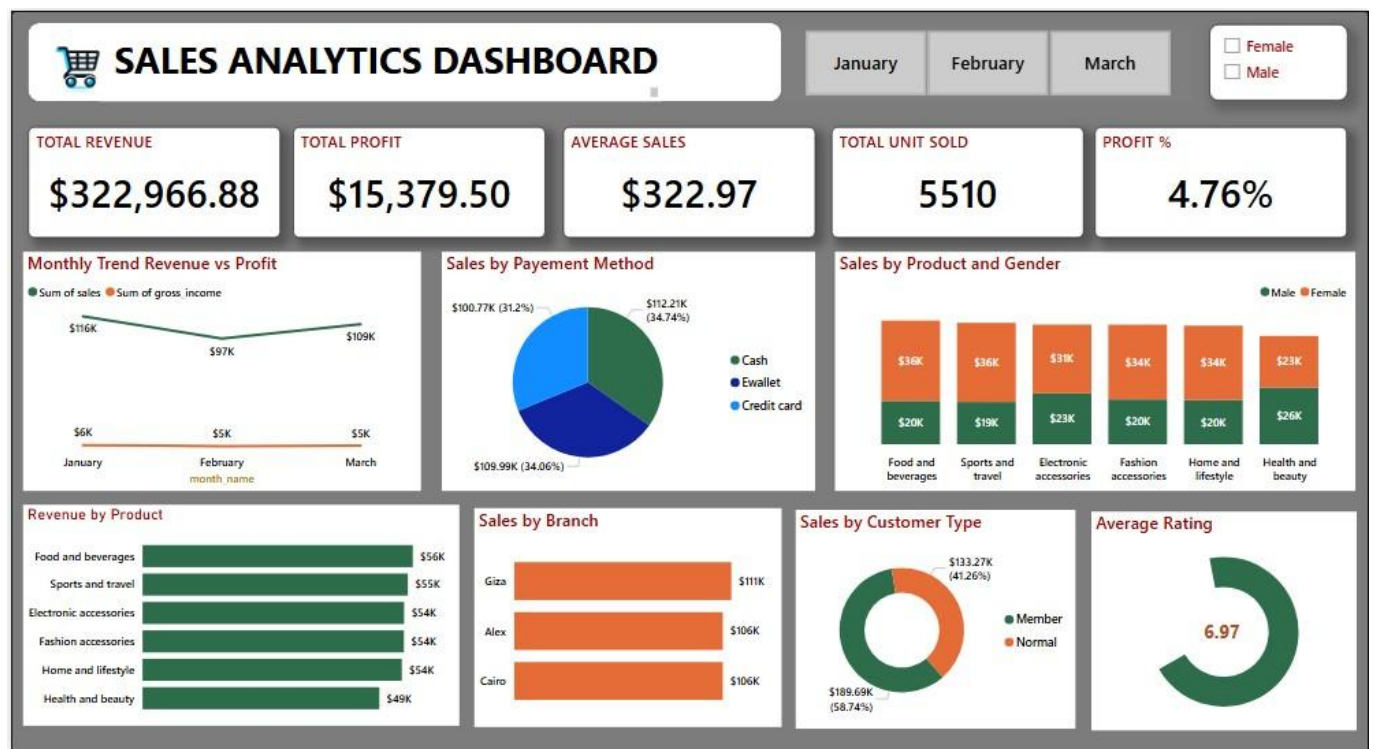 SALES ANALYTICS DASHBOARD
January
February
March
Female
Male
TOTAL REVENUE
$322,966.88
TOTAL PROFIT
$15,379.50
AVERAGE SALES
$322.97
TOTAL UNIT SOLD
5510
PROFIT %
4.76%
Monthly Trend Revenue vs Profit
Sum of sales Sum of gross_income
$116K
$97K
$109K
$6K
$5K
$5K
January
February
March
month_name
Sales by Payement Method
$100.77K (31.2%)
$112.21K
(34.74%)
$109.99K (34.06%)
Cash
Ewallet
Credit card
Sales by Product and Gender
Male Female
$36K
$36K
$31K
$34K
$34K
$23K
$20K
$19K
$23K
$20K
$20K
$26K
Food and
beverages
Sports and
travel
Electronic
accessories
Fashion
accessories
Home and
lifestyle
Health and
beauty
Revenue by Product
Food and beverages $56K
Sports and travel $55K
Electronic accessories $54K
Fashion accessories $54K
Home and lifestyle $54K
Health and beauty $49K
Sales by Branch
Giza $111K
Alex $106K
Cairo $106K
Sales by Customer Type
$133.27K
(41.26%)
Member
Normal
$189.69K
(58.74%)
Average Rating
6.97